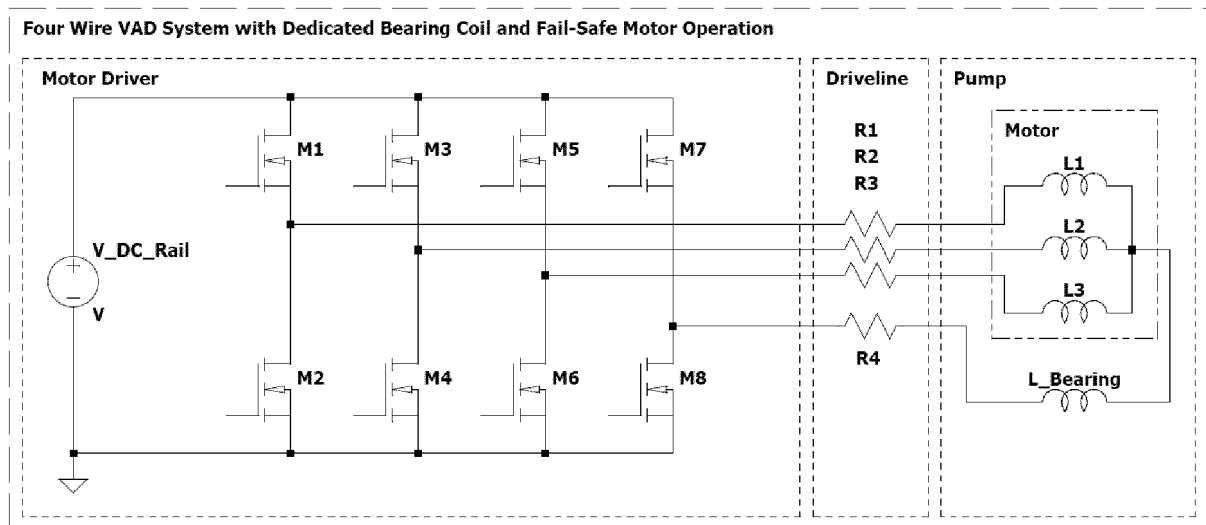 Four Wire VAD System with Dedicated Bearing Coil and Fail-Safe Motor Operation
Motor Driver
Driveline
Pump
R1
R2
R3
Motor
M1
M3
M5
M7
L1
L2
L3
V_DC_Rail
V
M2
M4
M6
M8
R4
L_Bearing